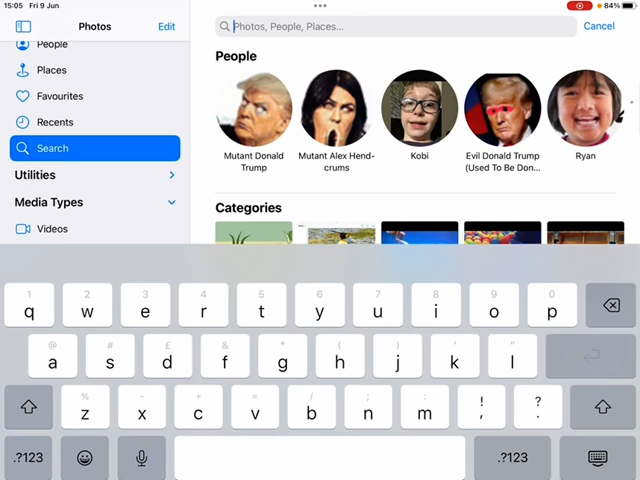 15:05 Fri 9 Jun
84%
Photos
Edit
Photos, People, Places...
Cancel
People
Places
Favourites
Recents
Search
Utilities
Media Types
Videos
People
Mutant Donald
Trump
Mutant Alex Hend-
crums
Kobi
Evil Donald Trump
(Used To Be Don...
Ryan
Categories
1 2 3 4 5 6 7 8 9 0
q w e r t y u i o p
@ # £ & * ( ) ' "
a s d f g h j k l
% - + = / ; :
z x c v b n m ! , ? .
.?123 .?123